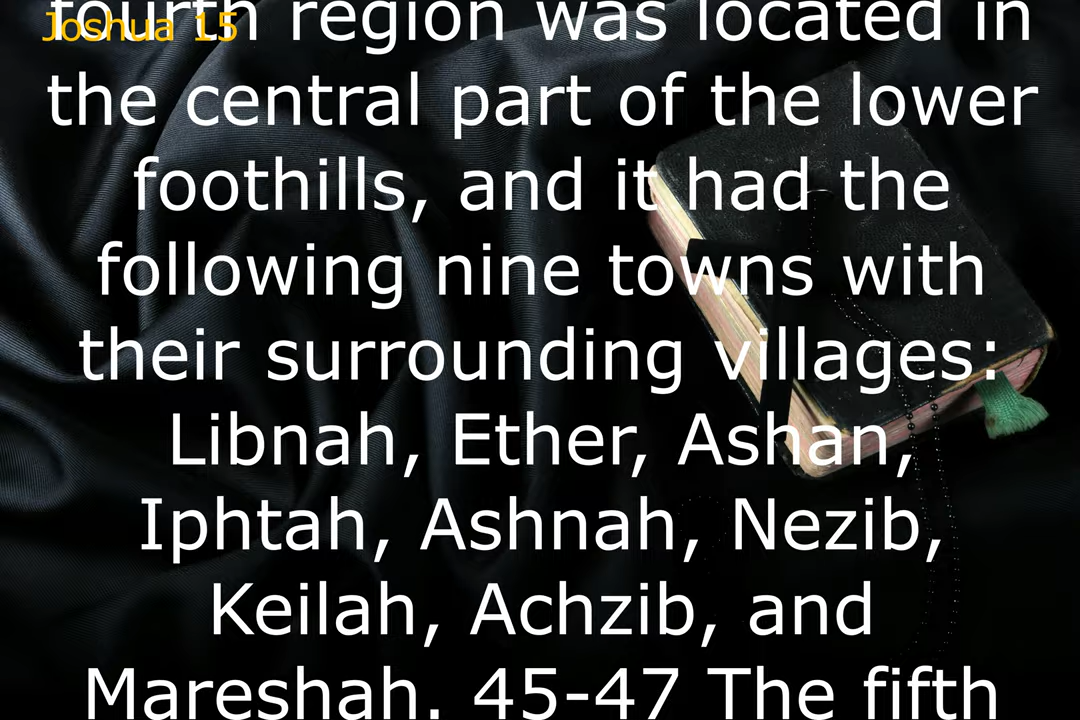 Joshua 15
fourth region was located in
the central part of the lower
foothills, and it had the
following nine towns with
their surrounding villages:
Libnah, Ether, Ashan,
Iphtah, Ashnah, Nezib,
Keilah, Achzib, and
Mareshah. 45-47 The fifth